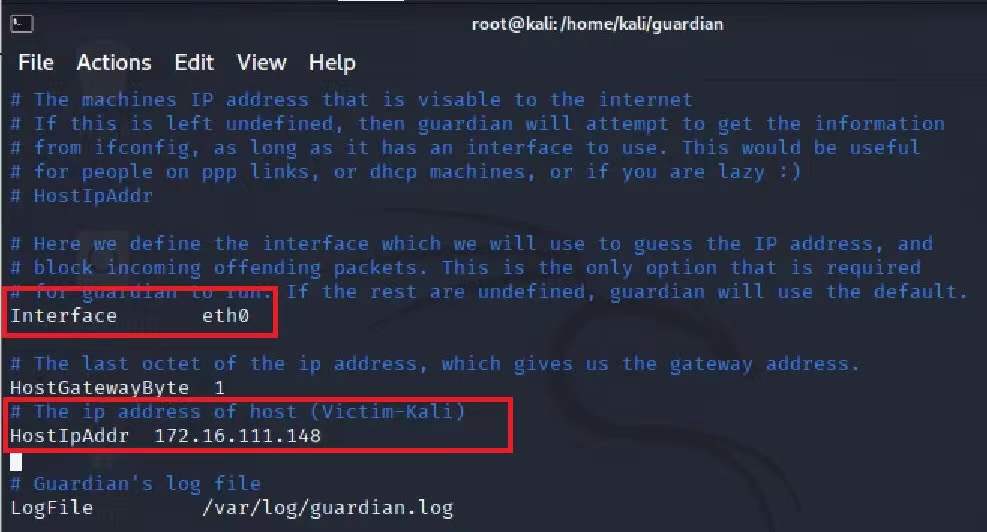 root@kali:/home/kali/guardian
File Actions Edit View Help
# The machines IP address that is visable to the internet
# If this is left undefined, then guardian will attempt to get the information
# from ifconfig, as long as it has an interface to use. This would be useful
# for people on ppp links, or dhcp machines, or if you are lazy :)
# HostIpAddr
# Here we define the interface which we will use to guess the IP address, and
# block incoming offending packets. This is the only option that is required
# for guardian to run. If the rest are undefined, guardian will use the default.
Interface eth0
# The last octet of the ip address, which gives us the gateway address.
HostGatewayByte 1
# The ip address of host (Victim-Kali)
HostIpAddr 172.16.111.148
# Guardian's log file
LogFile /var/log/guardian.log